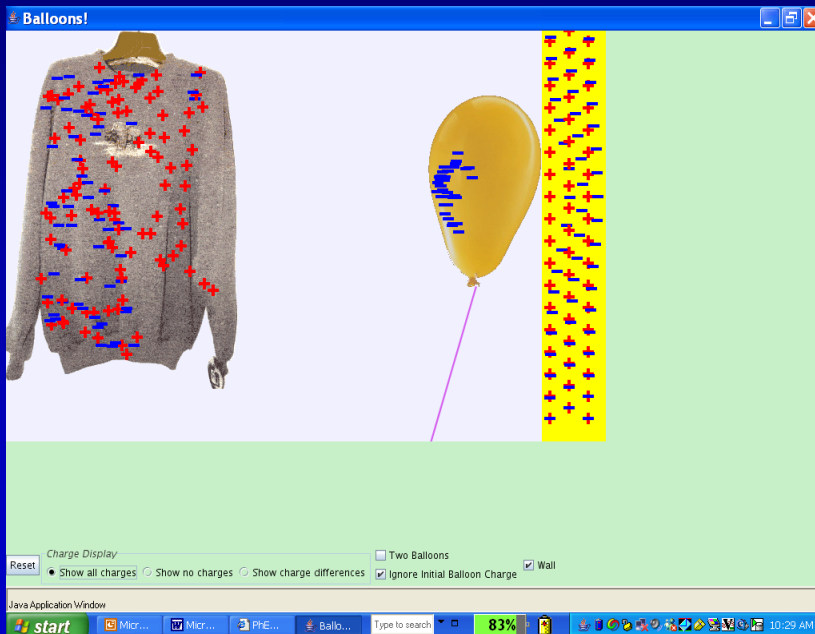 Balloons!
Charge Display
Reset
Show all charges
Show no charges
Show charge differences
Two Balloons
Ignore Initial Balloon Charge
Wall
Java Application Window
start
Micr...
Micr...
PhE...
Ballo...
Type to search
83%
10:29 AM